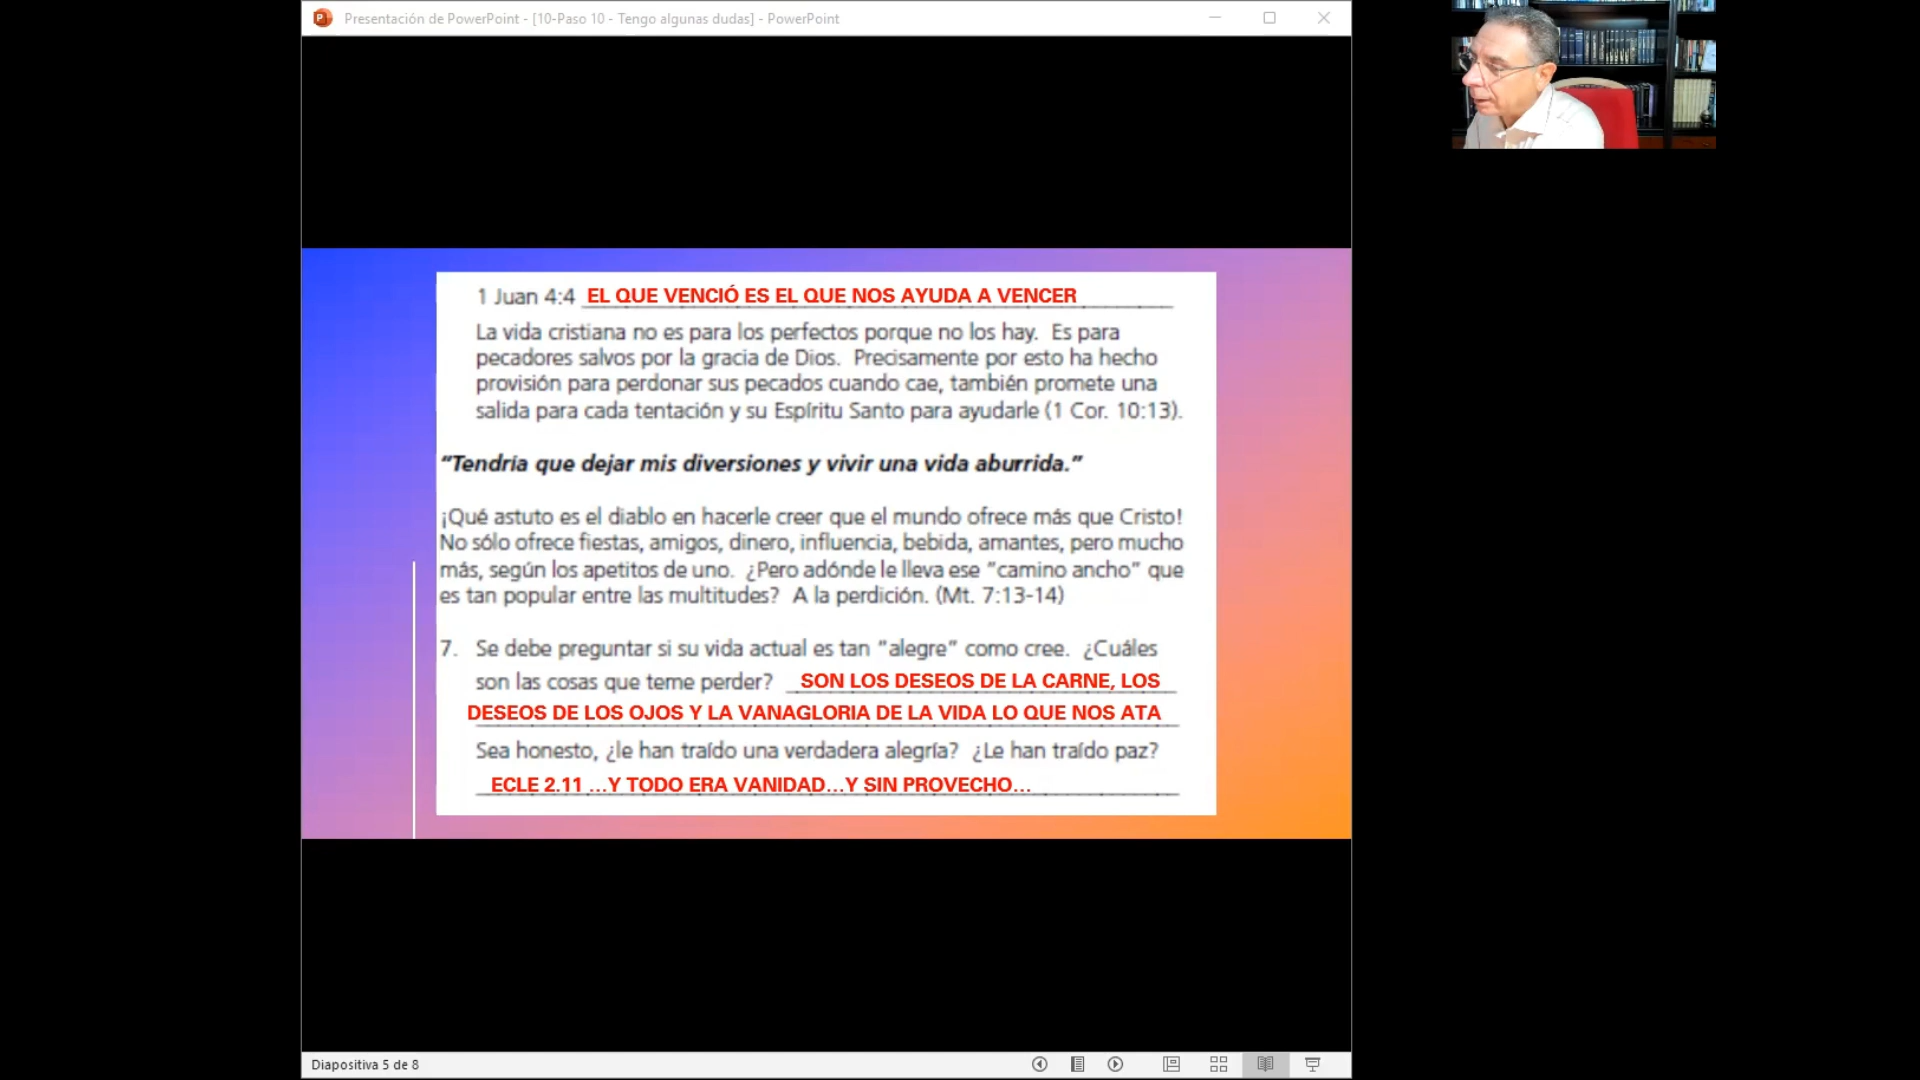 Presentación de PowerPoint - [10-Paso 10 - Tengo algunas dudas] - PowerPoint
1 Juan 4:4 EL QUE VENCIÓ ES EL QUE NOS AYUDA A VENCER
La vida cristiana no es para los perfectos porque no los hay. Es para
pecadores salvos por la gracia de Dios. Precisamente por esto ha hecho
provisión para perdonar sus pecados cuando cae, también promete una
salida para cada tentación y su Espíritu Santo para ayudarle (1 Cor. 10:13).
“Tendría que dejar mis diversiones y vivir una vida aburrida.”
¡Qué astuto es el diablo en hacerle creer que el mundo ofrece más que Cristo!
No sólo ofrece fiestas, amigos, dinero, influencia, bebida, amantes, pero mucho
más, según los apetitos de uno. ¿Pero adónde le lleva ese “camino ancho” que
es tan popular entre las multitudes? A la perdición. (Mt. 7:13-14)
7. Se debe preguntar si su vida actual es tan “alegre” como cree. ¿Cuáles
son las cosas que teme perder? SON LOS DESEOS DE LA CARNE, LOS
DESEOS DE LOS OJOS Y LA VANAGLORIA DE LA VIDA LO QUE NOS ATA
Sea honesto, ¿le han traído una verdadera alegría? ¿Le han traído paz?
ECLE 2.11 ...Y TODO ERA VANIDAD...Y SIN PROVECHO...
Diapositiva 5 de 8